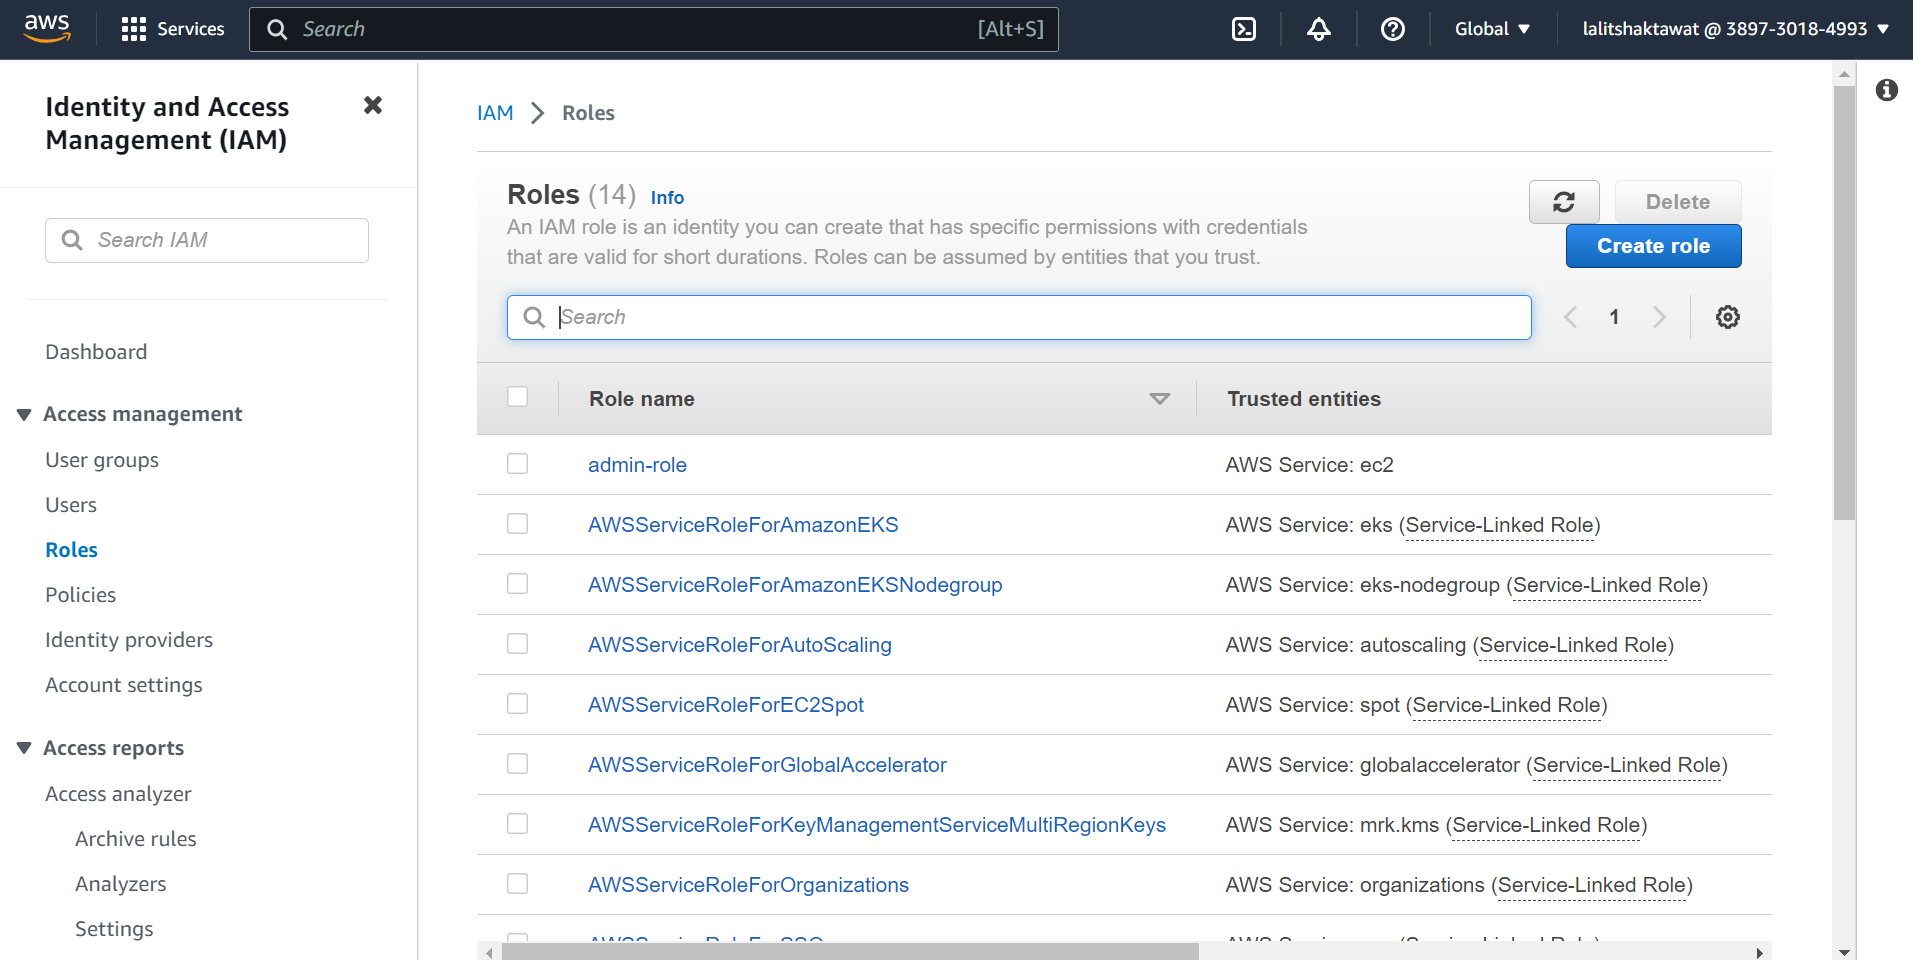 aws
Services
Search
[Alt+S]
Global
lalitshaktawat @ 3897-3018-4993
Identity and Access
Management (IAM)
Search IAM
Dashboard
Access management
User groups
Users
Roles
Policies
Identity providers
Account settings
Access reports
Access analyzer
Archive rules
Analyzers
Settings
IAM
Roles
Roles (14) Info
An IAM role is an identity you can create that has specific permissions with credentials
that are valid for short durations. Roles can be assumed by entities that you trust.
Delete
Create role
Search
1
Role name
Trusted entities
admin-role
AWS Service: ec2
AWSServiceRoleForAmazonEKS
AWS Service: eks (Service-Linked Role)
AWSServiceRoleForAmazonEKSNodegroup
AWS Service: eks-nodegroup (Service-Linked Role)
AWSServiceRoleForAutoScaling
AWS Service: autoscaling (Service-Linked Role)
AWSServiceRoleForEC2Spot
AWS Service: spot (Service-Linked Role)
AWSServiceRoleForGlobalAccelerator
AWS Service: globalaccelerator (Service-Linked Role)
AWSServiceRoleForKeyManagementServiceMultiRegionKeys
AWS Service: mrk.kms (Service-Linked Role)
AWSServiceRoleForOrganizations
AWS Service: organizations (Service-Linked Role)